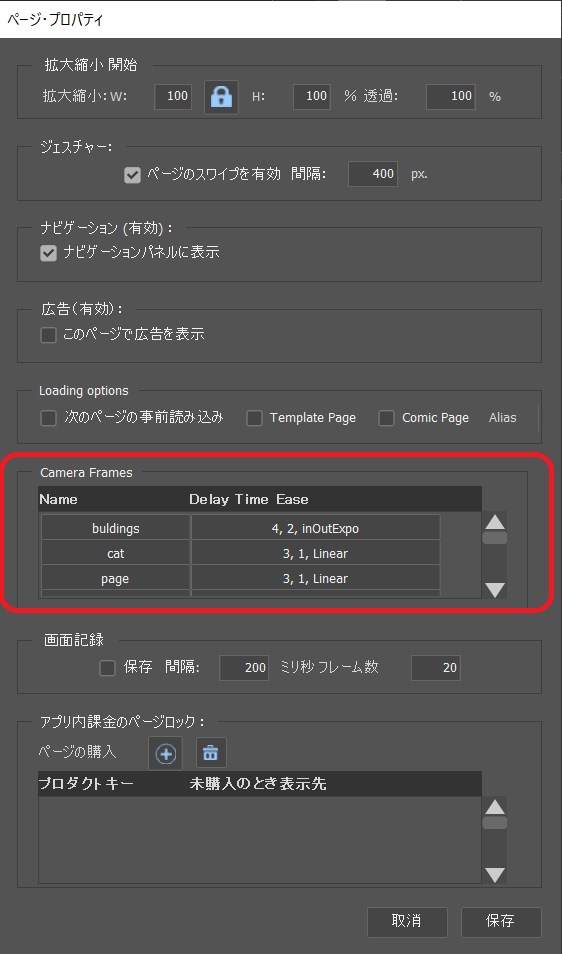 ページ・プロパティ
拡大縮小 開始
拡大縮小: W: 100 H: 100 % 透過: 100 %
ジェスチャー:
ページのスワイプを有効 間隔: 400 px.
ナビゲーション (有効) :
ナビゲーションパネルに表示
広告(有効) :
このページで広告を表示
Loading options
次のページの事前読み込み Template Page Comic Page Alias
Camera Frames
Name Delay Time Ease
buldings 4, 2, inOutExpo
cat 3, 1, Linear
page 3, 1, Linear
画面記録
保存 間隔: 200 ミリ秒 フレーム数 20
アプリ内課金のページロック :
ページの購入
プロダクトキー 未購入のとき表示先
取消 保存